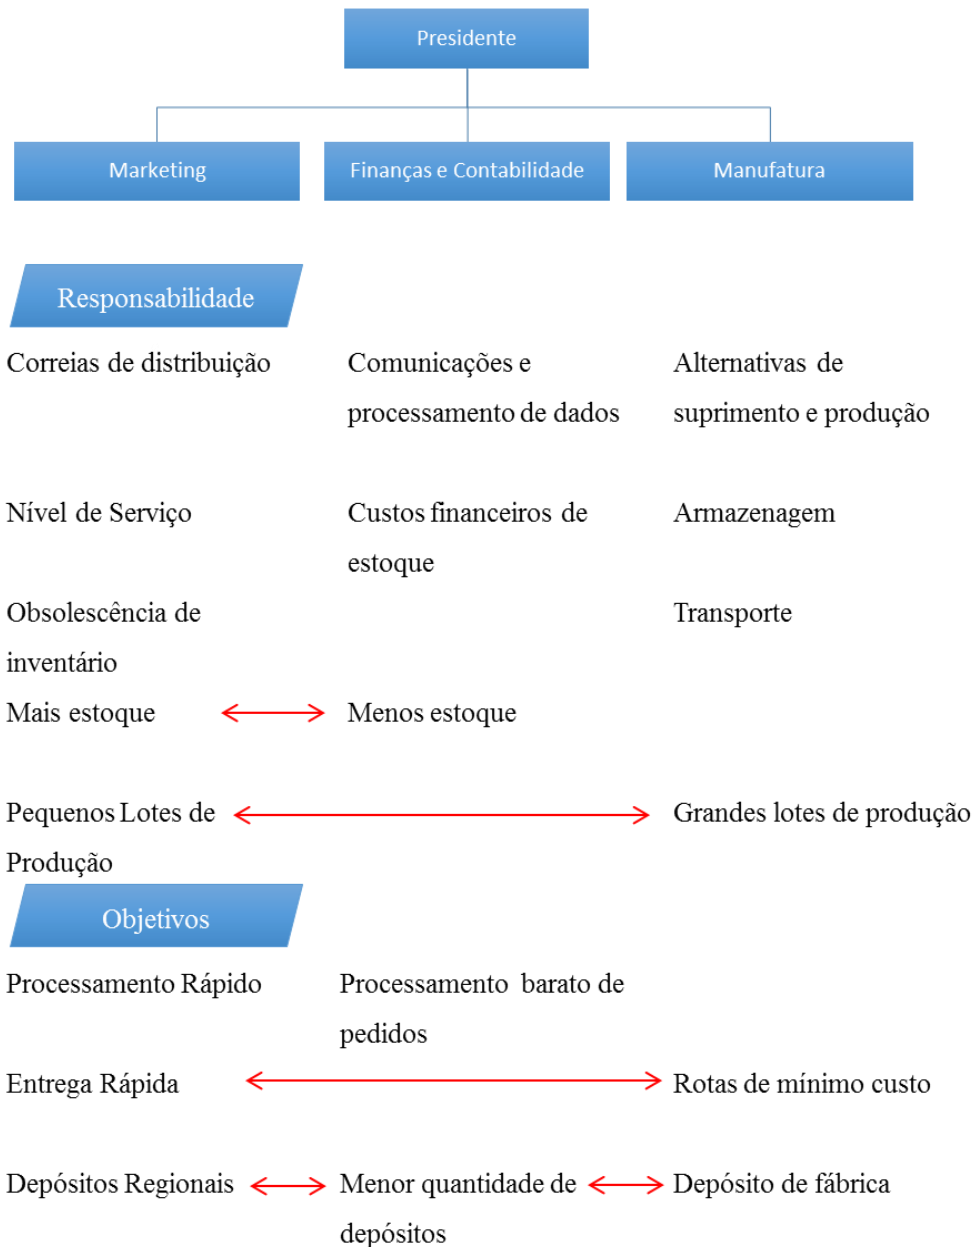 Presidente
Marketing
Finanças e Contabilidade
Manufatura
Responsabilidade
Correias de distribuição
Comunicações e
processamento de dados
Alternativas de
suprimento e produção
Nível de Serviço
Custos financeiros de
estoque
Armazenagem
Obsolescência de
inventário
Transporte
Mais estoque
Menos estoque
Pequenos Lotes de
Produção
Grandes lotes de produção
Objetivos
Processamento Rápido
Processamento barato de
pedidos
Entrega Rápida
Rotas de mínimo custo
Depósitos Regionais
Menor quantidade de
depósitos
Depósito de fábrica